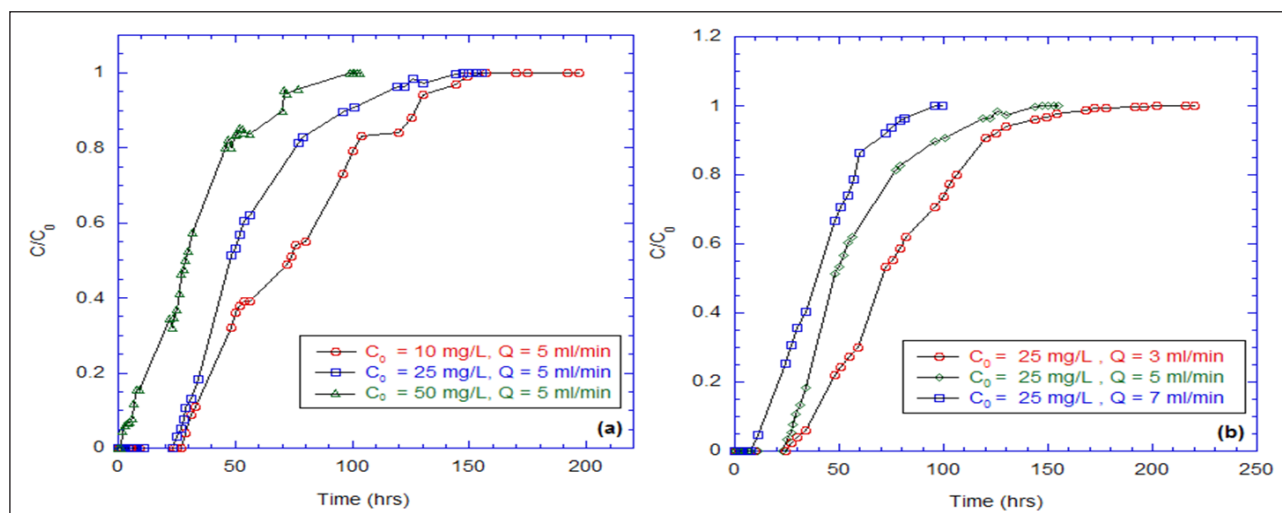 1
0.8
0.6
0.4
0.2
0
C/C₀
0 50 100 150 200
Time (hrs)
C₀ = 10 mg/L, Q = 5 ml/min
C₀ = 25 mg/L, Q = 5 ml/min
C₀ = 50 mg/L, Q = 5 ml/min
(a)
1.2
1
0.8
0.6
0.4
0.2
0
C/C₀
0 50 100 150 200 250
Time (hrs)
C₀ = 25 mg/L , Q = 3 ml/min
C₀ = 25 mg/L , Q = 5 ml/min
C₀ = 25 mg/L , Q = 7 ml/min
(b)